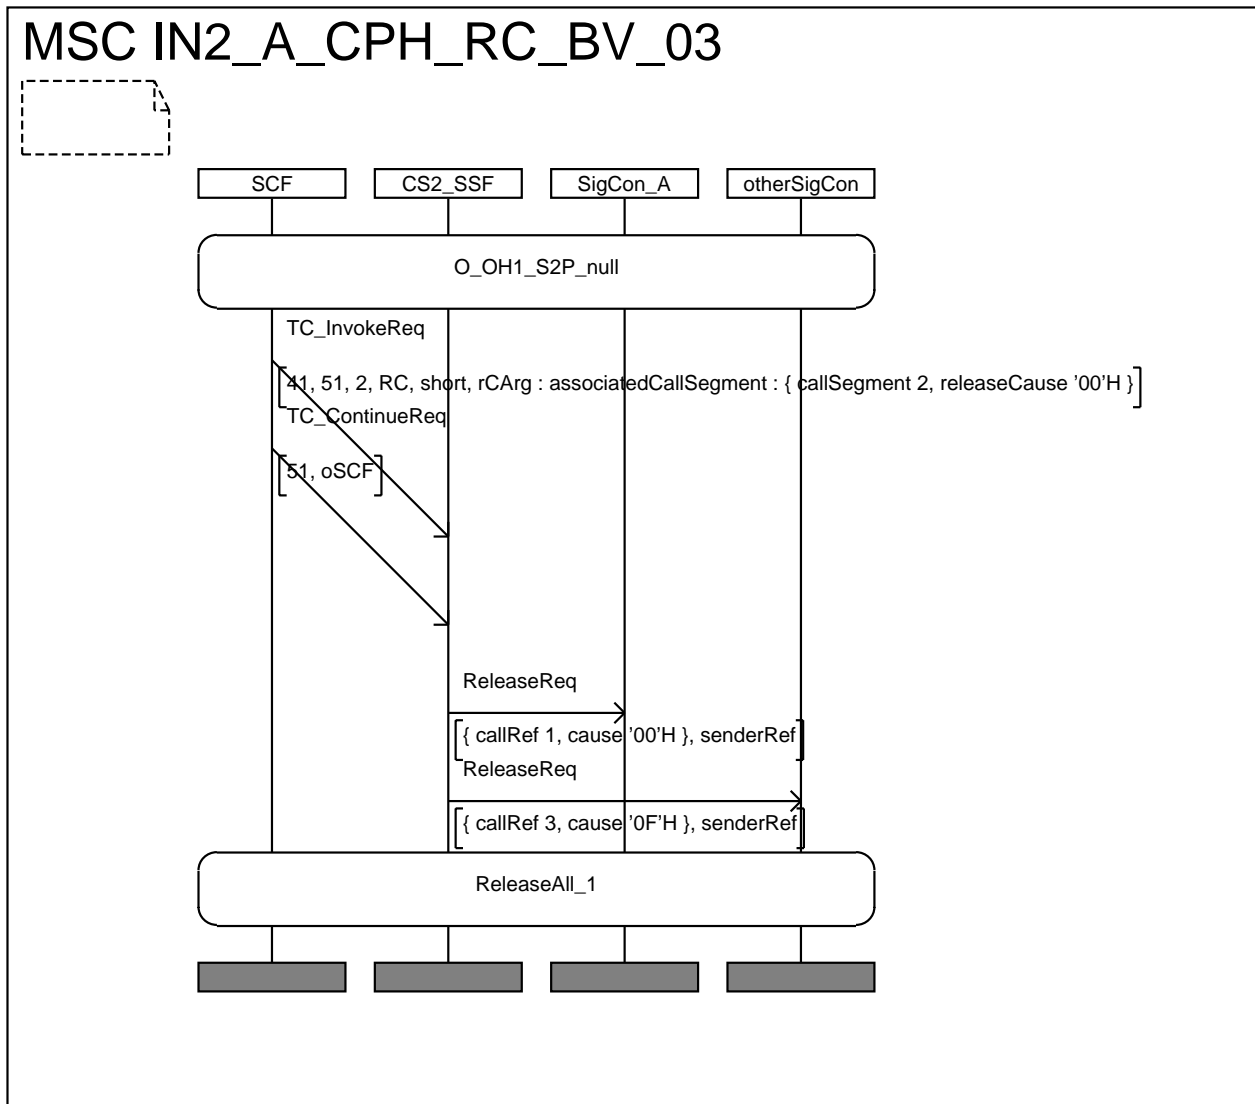 MSC IN2_A_CPH_RC_BV_03
SCF
CS2_SSF
SigCon_A
otherSigCon
O_OH1_S2P_null
TC_InvokeReq
41, 51, 2, RC, short, rCArg : associatedCallSegment : { callSegment 2, releaseCause '00'H }
TC_ContinueReq
51, oSCF
ReleaseReq
{ callRef 1, cause '00'H }, senderRef
ReleaseReq
{ callRef 3, cause '0F'H }, senderRef
ReleaseAll_1